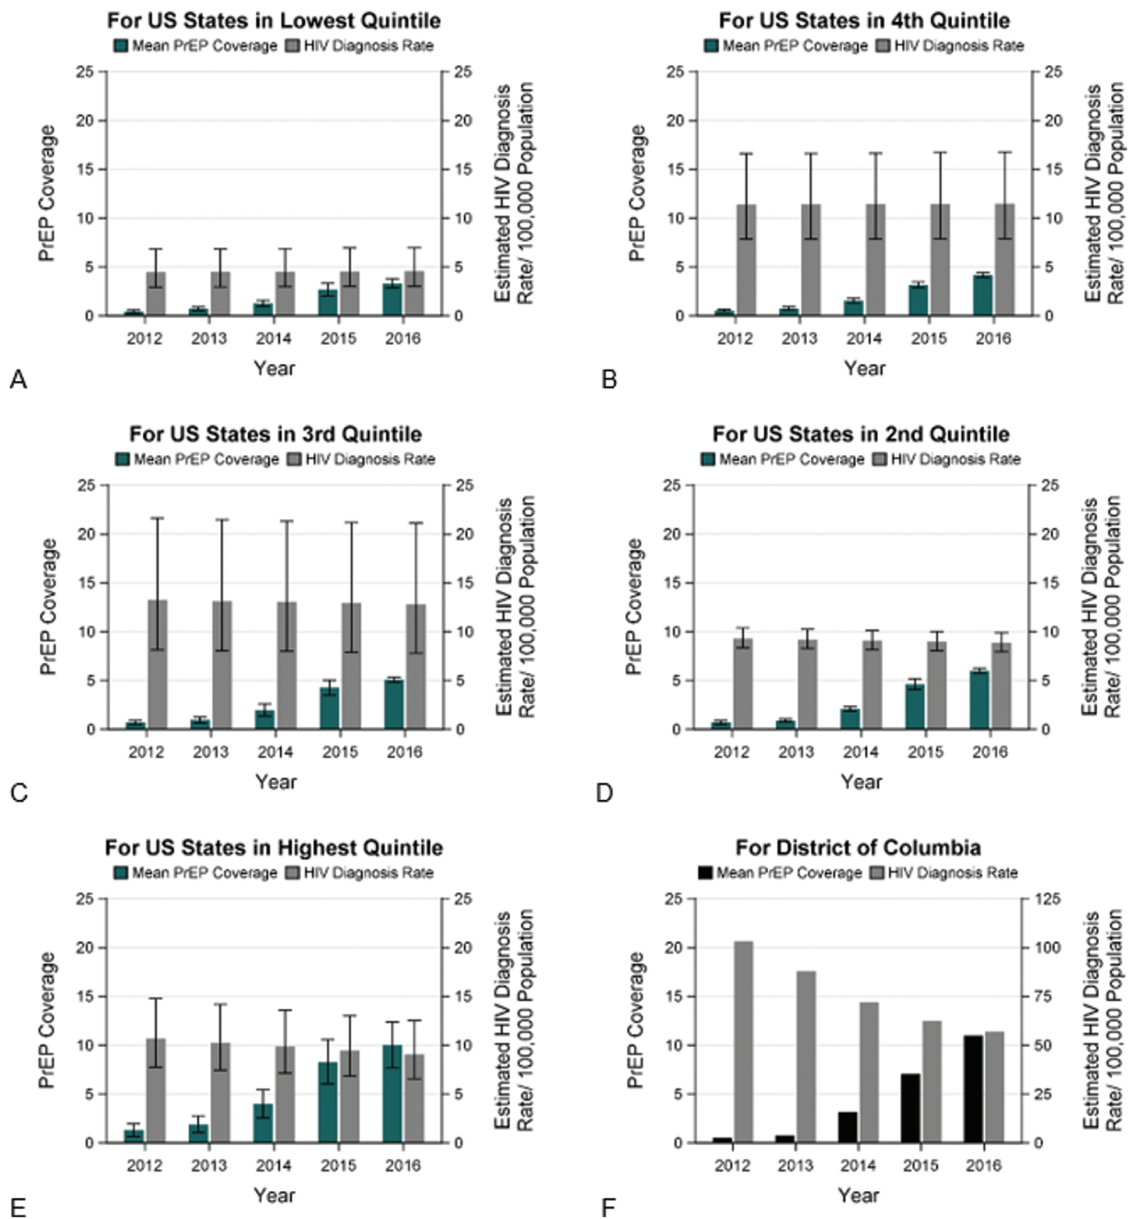 For US States in Lowest Quintile
Mean PrEP Coverage HIV Diagnosis Rate
25
20
15
10
5
0
PrEP Coverage
25
20
15
10
5
0
Estimated HIV Diagnosis
Rate/ 100,000 Population
2012 2013 2014 2015 2016
Year
A
For US States in 4th Quintile
Mean PrEP Coverage HIV Diagnosis Rate
25
20
15
10
5
0
PrEP Coverage
25
20
15
10
5
0
Estimated HIV Diagnosis
Rate/ 100,000 Population
2012 2013 2014 2015 2016
Year
B
For US States in 3rd Quintile
Mean PrEP Coverage HIV Diagnosis Rate
25
20
15
10
5
0
PrEP Coverage
25
20
15
10
5
0
Estimated HIV Diagnosis
Rate/ 100,000 Population
2012 2013 2014 2015 2016
Year
C
For US States in 2nd Quintile
Mean PrEP Coverage HIV Diagnosis Rate
25
20
15
10
5
0
PrEP Coverage
25
20
15
10
5
0
Estimated HIV Diagnosis
Rate/ 100,000 Population
2012 2013 2014 2015 2016
Year
D
For US States in Highest Quintile
Mean PrEP Coverage HIV Diagnosis Rate
25
20
15
10
5
0
PrEP Coverage
25
20
15
10
5
0
Estimated HIV Diagnosis
Rate/ 100,000 Population
2012 2013 2014 2015 2016
Year
E
For District of Columbia
Mean PrEP Coverage HIV Diagnosis Rate
25
20
15
10
5
0
PrEP Coverage
125
100
75
50
25
0
Estimated HIV Diagnosis
Rate/ 100,000 Population
2012 2013 2014 2015 2016
Year
F